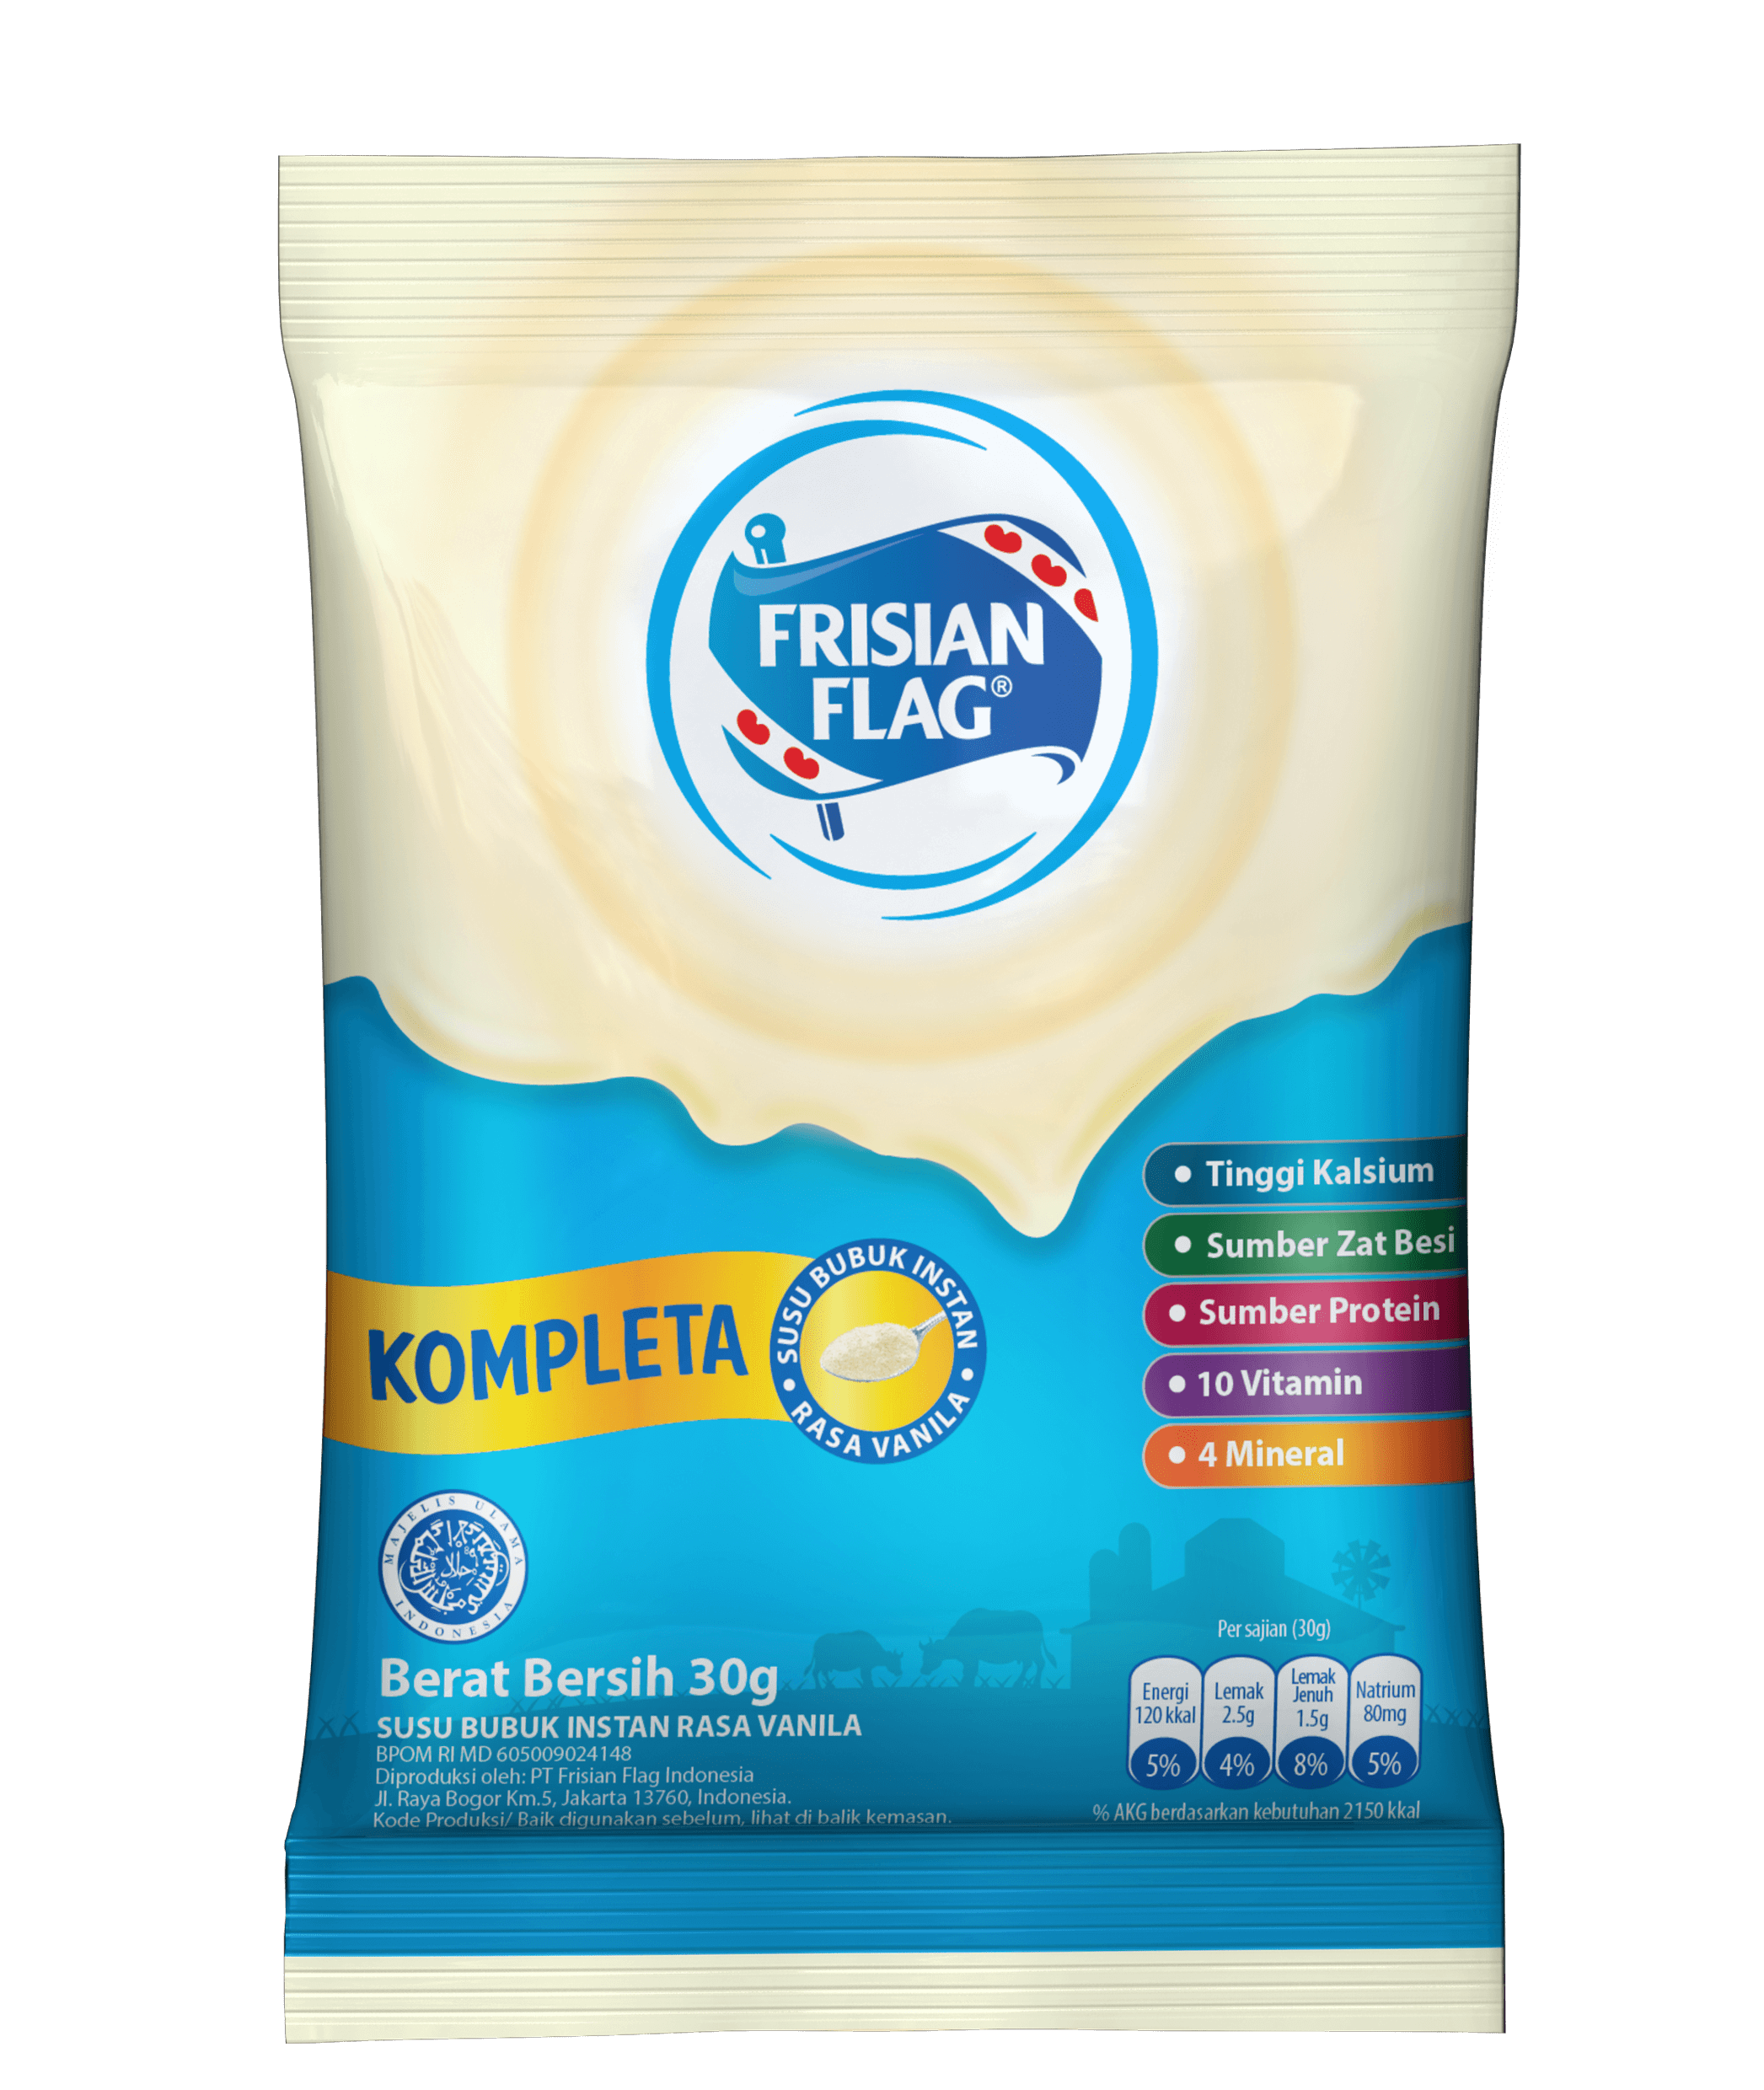 FRISIAN
FLAG®
• Tinggi Kalsium
• Sumber Zat Besi
• Sumber Protein
• 10 Vitamin
• 4 Mineral
KOMPLETA
• SUSU BUBUK INSTAN •
RASA VANILA
MAJELIS ULAMA
INDONESIA
حلال
Berat Bersih 30g
SUSU BUBUK INSTAN RASA VANILA
BPOM RI MD 605009024148
Diproduksi oleh: PT Frisian Flag Indonesia
Jl. Raya Bogor Km.5, Jakarta 13760, Indonesia.
Kode Produksi/ Baik digunakan sebelum, lihat di balik kemasan.
Per sajian (30g)
Energi
120 kkal
5%
Lemak
2.5g
4%
Lemak
Jenuh
1.5g
8%
Natrium
80mg
5%
% AKG berdasarkan kebutuhan 2150 kkal